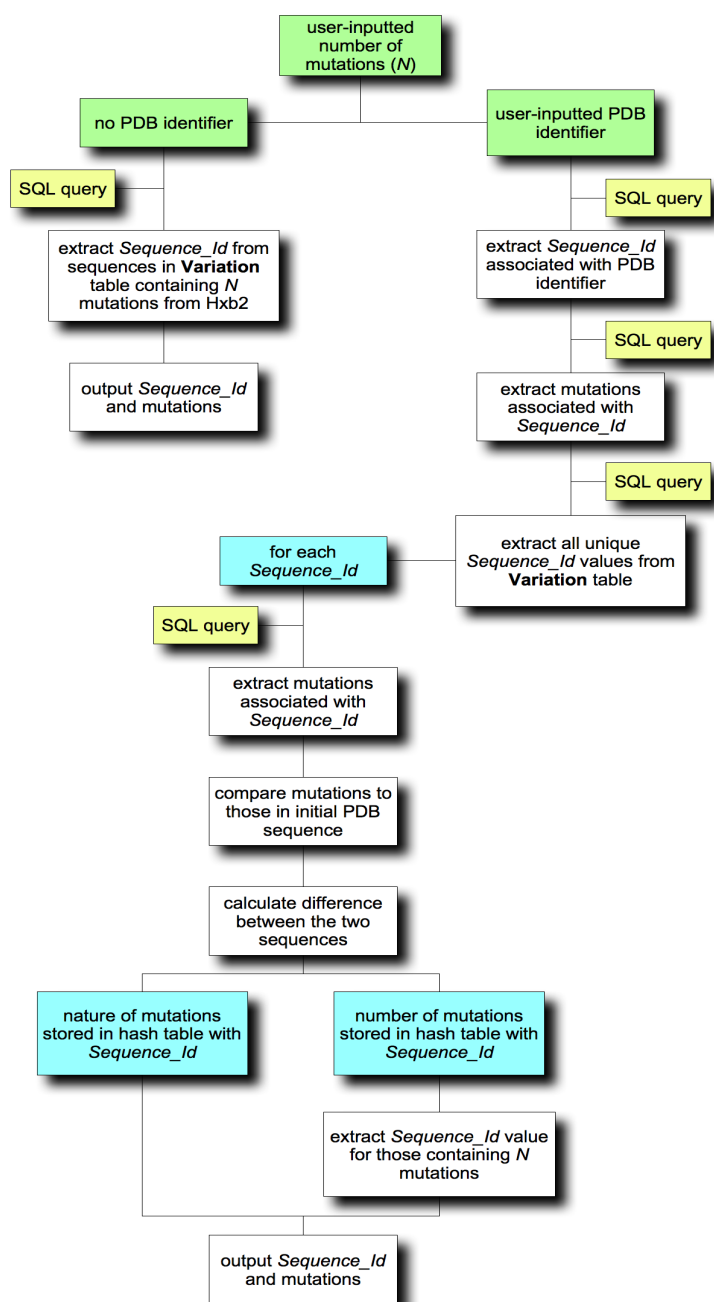 user-inputted
number of
mutations (N)
no PDB identifier
user-inputted PDB
identifier
SQL query
SQL query
extract Sequence_Id from
sequences in Variation
table containing N
mutations from Hxb2
extract Sequence_Id
associated with PDB
identifier
SQL query
output Sequence_Id
and mutations
extract mutations
associated with
Sequence_Id
SQL query
extract all unique
Sequence_Id values from
Variation table
for each
Sequence_Id
SQL query
extract mutations
associated with
Sequence_Id
compare mutations to
those in initial PDB
sequence
calculate difference
between the two
sequences
nature of mutations
stored in hash table with
Sequence_Id
number of mutations
stored in hash table with
Sequence_Id
extract Sequence_Id value
for those containing N
mutations
output Sequence_Id
and mutations